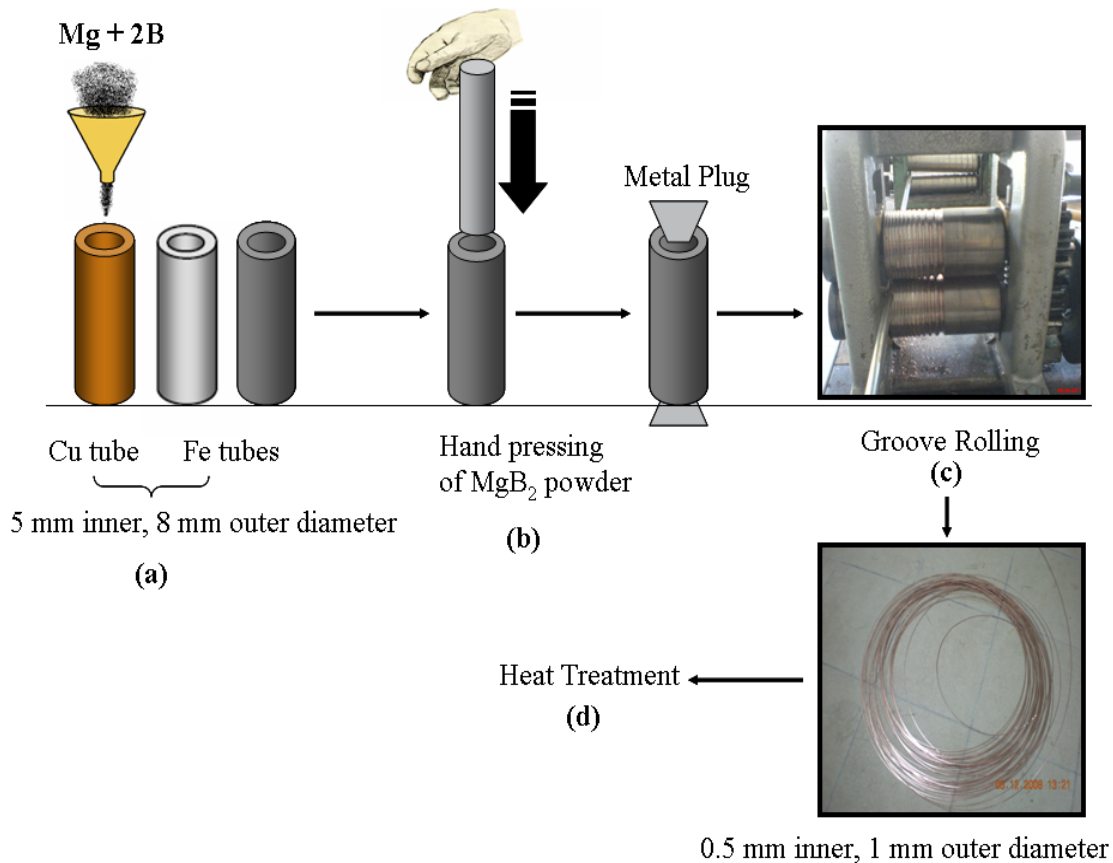 Mg + 2B
Metal Plug
Cu tube
Fe tubes
5 mm inner, 8 mm outer diameter
(a)
Hand pressing
of MgB₂ powder
(b)
Groove Rolling
(c)
Heat Treatment
(d)
0.5 mm inner, 1 mm outer diameter